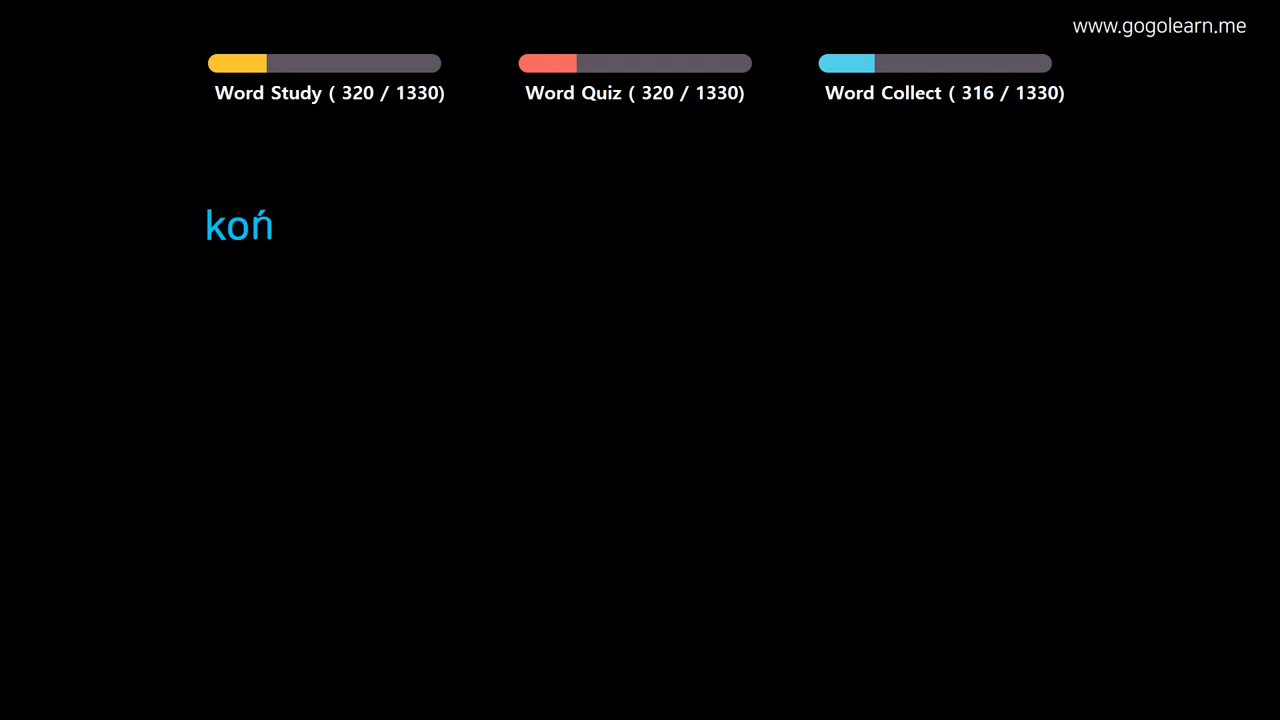 www.gogolearn.me
Word Study ( 320 / 1330)
Word Quiz ( 320 / 1330)
Word Collect ( 316 / 1330)
koń